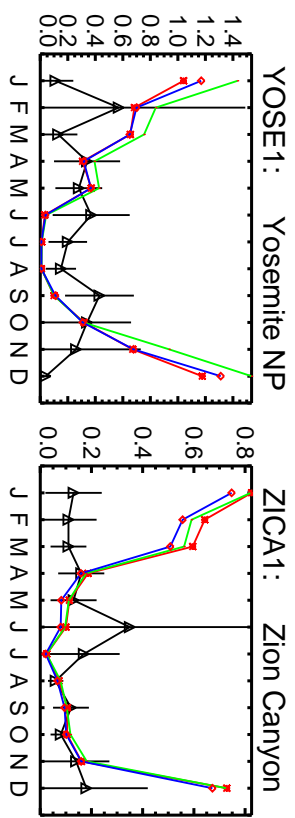 YOSE1: Yosemite NP
0.0 0.2 0.4 0.6 0.8 1.0 1.2 1.4
J F M A M J J A S O N D
ZICA1: Zion Canyon
0.0 0.2 0.4 0.6 0.8
J F M A M J J A S O N D